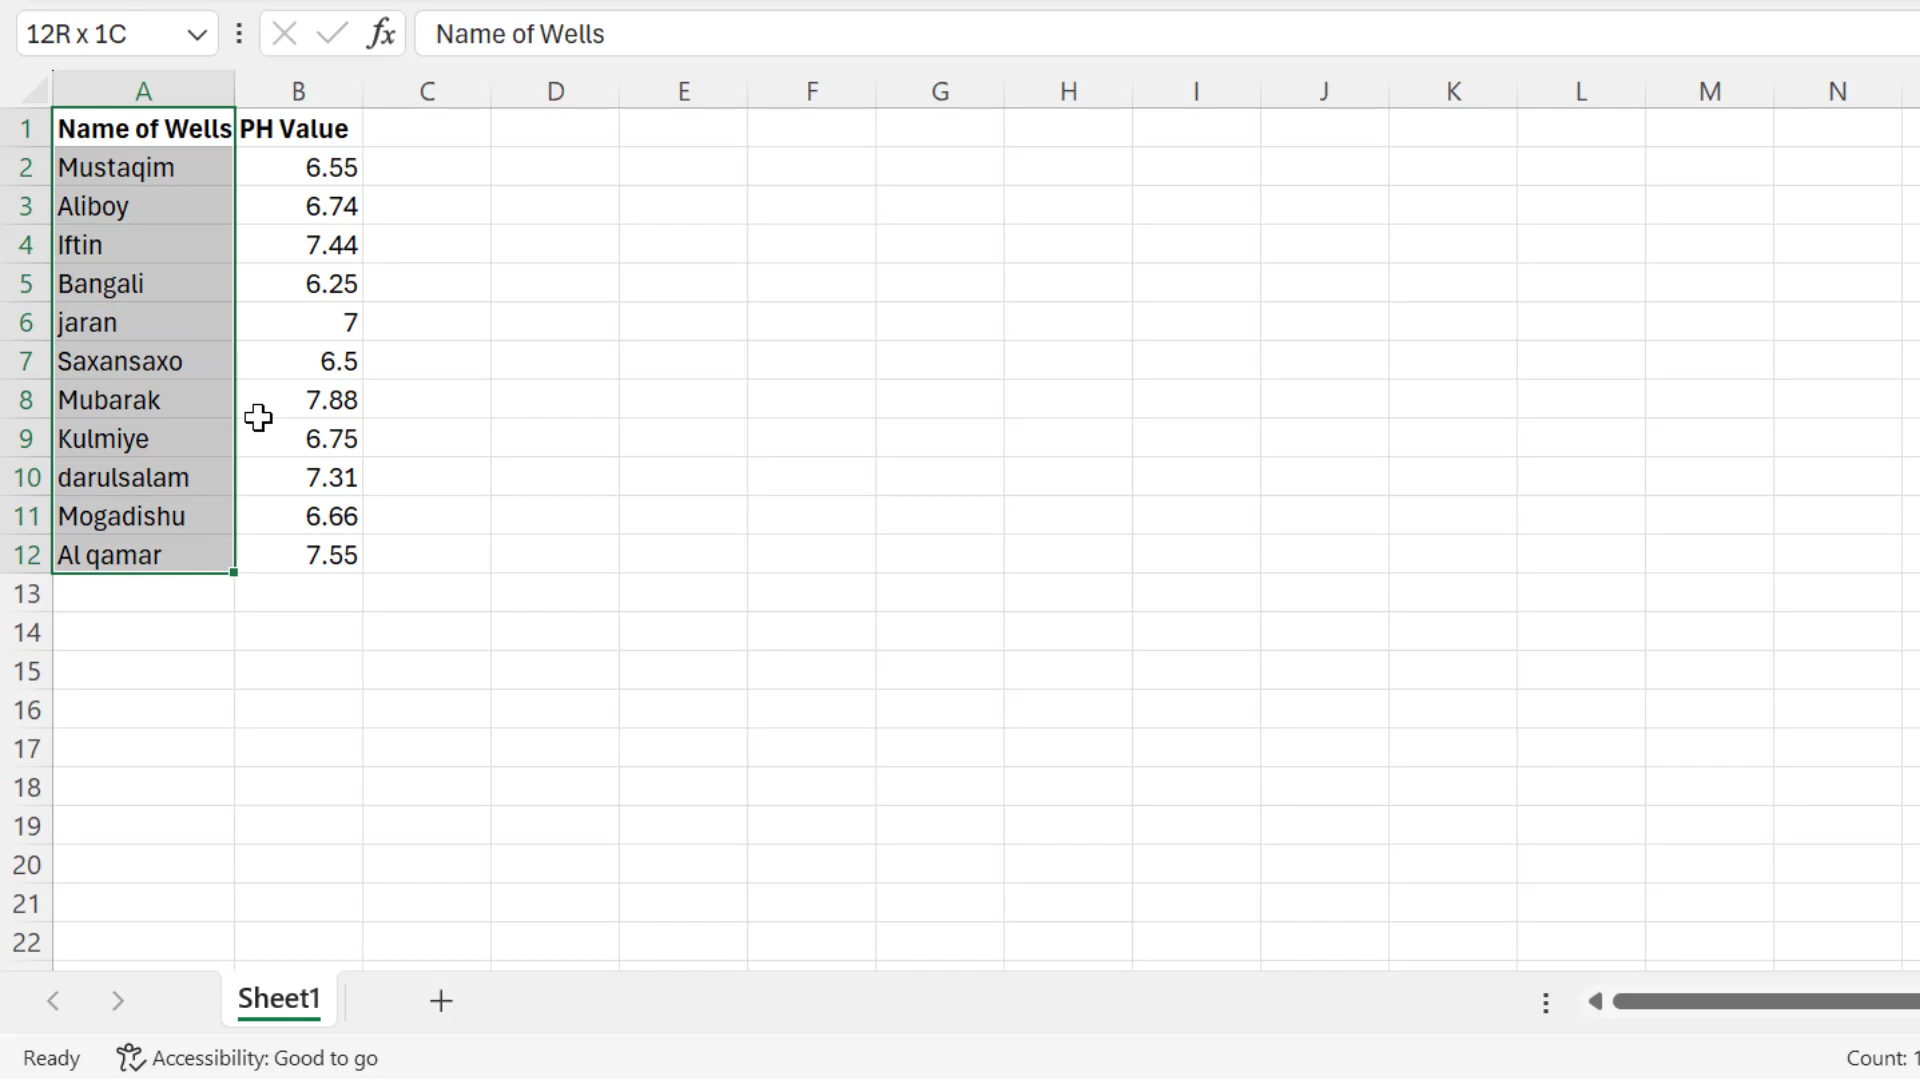 12R x 1C fx Name of Wells
A B C D E F G H I J K L M N
1 Name of Wells PH Value
2 Mustaqim 6.55
3 Aliboy 6.74
4 Iftin 7.44
5 Bangali 6.25
6 jaran 7
7 Saxansaxo 6.5
8 Mubarak 7.88
9 Kulmiye 6.75
10 darulsalam 7.31
11 Mogadishu 6.66
12 Al qamar 7.55
13
14
15
16
17
18
19
20
21
22
Sheet1
Ready Accessibility: Good to go Count: